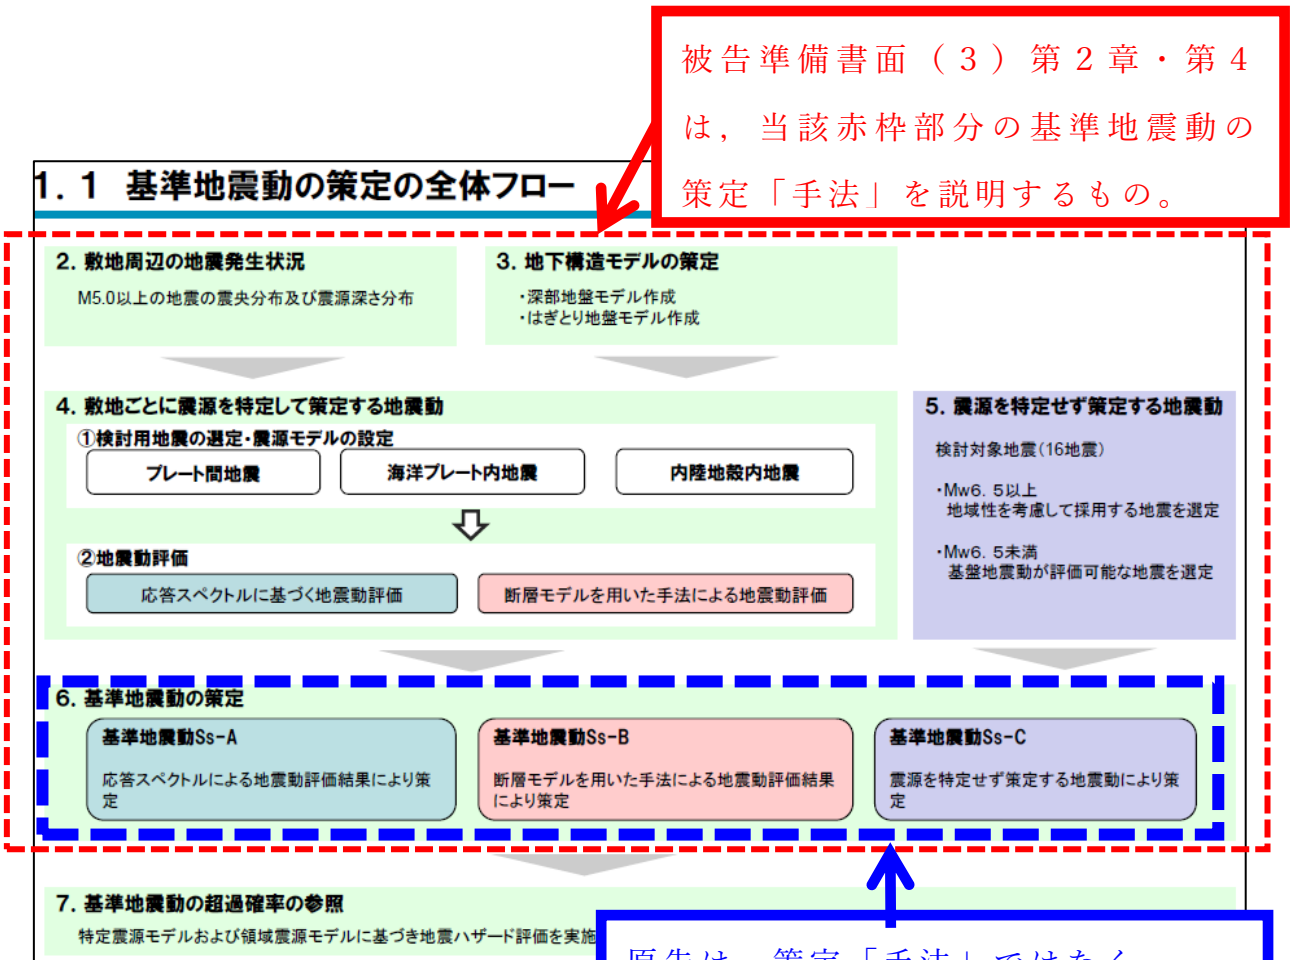 被告準備書面（３）第２章・第４
は，当該赤枠部分の基準地震動の
策定「手法」を説明するもの。
1．1　基準地震動の策定の全体フロー
2．敷地周辺の地震発生状況
M5.0以上の地震の震央分布及び震源深さ分布
3．地下構造モデルの策定
・深部地盤モデル作成
・はぎとり地盤モデル作成
4．敷地ごとに震源を特定して策定する地震動
①検討用地震の選定・震源モデルの設定
プレート間地震
海洋プレート内地震
内陸地殻内地震
②地震動評価
応答スペクトルに基づく地震動評価
断層モデルを用いた手法による地震動評価
5．震源を特定せず策定する地震動
検討対象地震（16地震）
・Mw6．5以上
地域性を考慮して採用する地震を選定
・Mw6．5未満
基盤地震動が評価可能な地震を選定
6．基準地震動の策定
基準地震動Ss-A
応答スペクトルによる地震動評価結果により策
定
基準地震動Ss-B
断層モデルを用いた手法による地震動評価結果
により策定
基準地震動Ss-C
震源を特定せず策定する地震動により策
定
7．基準地震動の超過確率の参照
特定震源モデルおよび領域震源モデルに基づき地震ハザード評価を実施
原告は，策定「手法」ではなく，